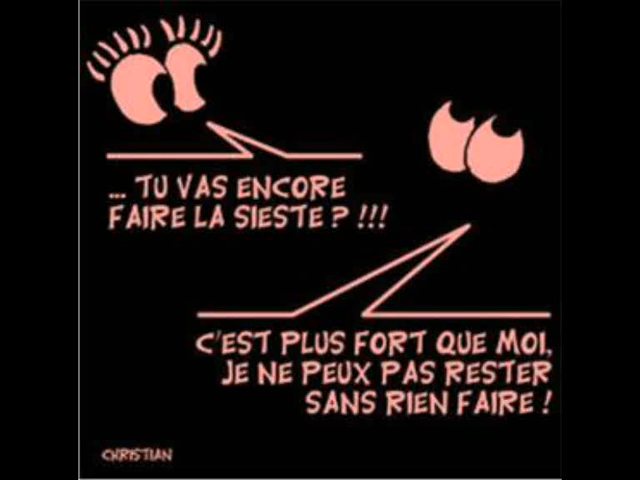 ... TU VAS ENCORE
FAIRE LA SIESTE ? !!!
C'EST PLUS FORT QUE MOI,
JE NE PEUX PAS RESTER
SANS RIEN FAIRE !
CHRISTIAN